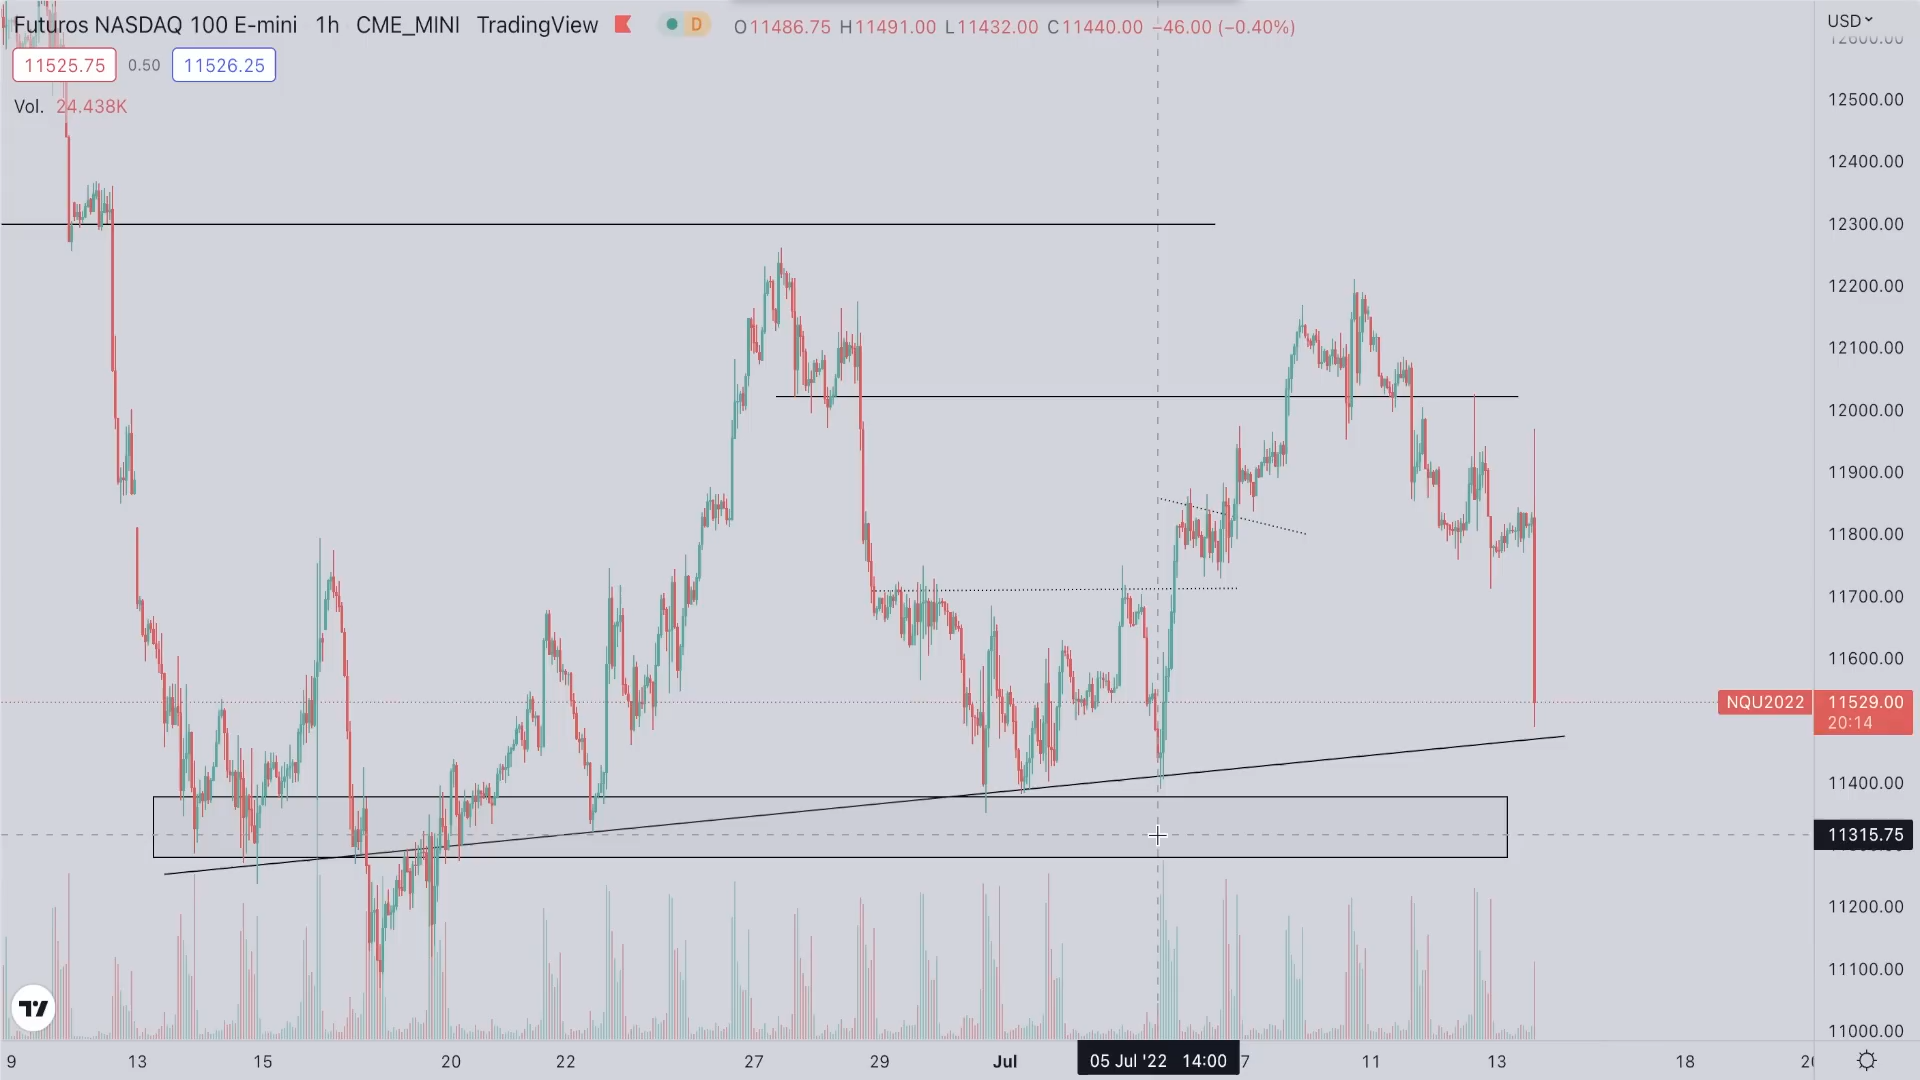 Futuros NASDAQ 100 E-mini 1h CME_MINI TradingView D O11486.75 H11491.00 L11432.00 C11440.00 −46.00 (−0.40%)
USD
11525.75 0.50 11526.25
Vol. 24.438K
12600.00
12500.00
12400.00
12300.00
12200.00
12100.00
12000.00
11900.00
11800.00
11700.00
11600.00
NQU2022 11529.00
20:14
11400.00
11315.75
11200.00
11100.00
11000.00
9 13 15 20 22 27 29 Jul 05 Jul '22 14:00 7 11 13 18